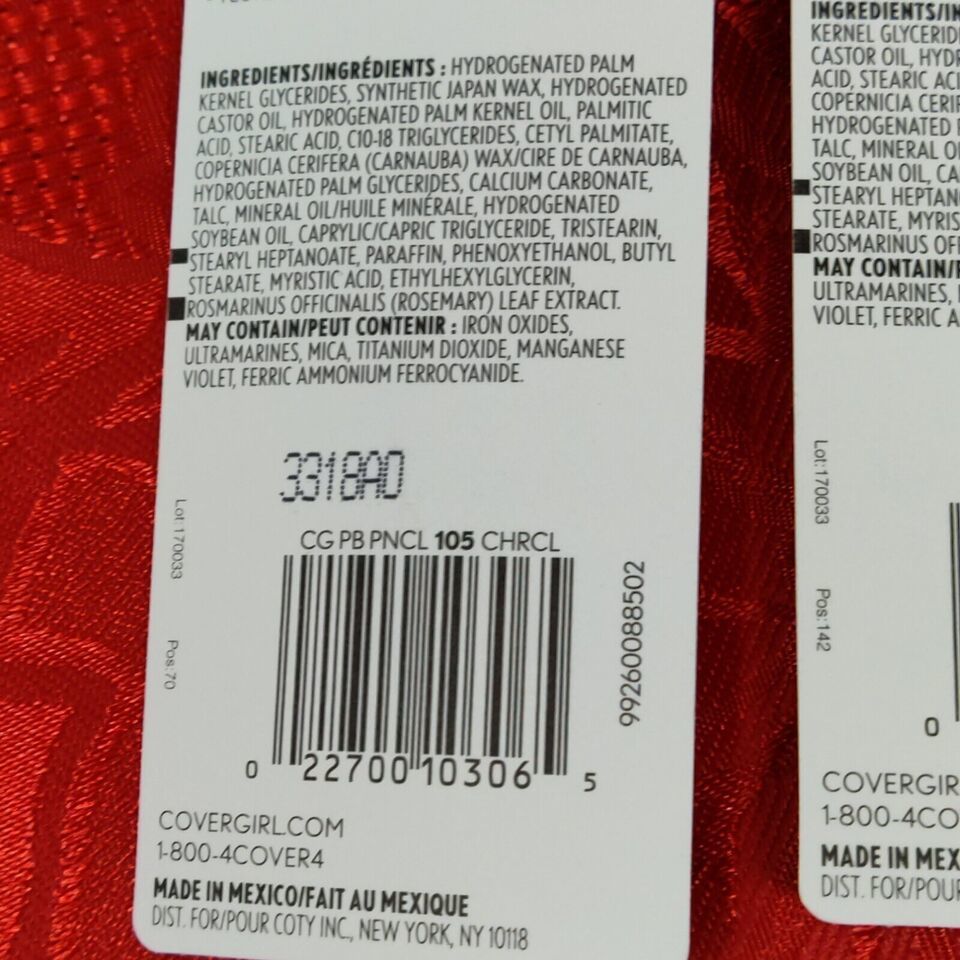 INGREDIENTS/INGRÉDIENTS : HYDROGENATED PALM
KERNEL GLYCERIDES, SYNTHETIC JAPAN WAX, HYDROGENATED
CASTOR OIL, HYDROGENATED PALM KERNEL OIL, PALMITIC
ACID, STEARIC ACID, C10-18 TRIGLYCERIDES, CETYL PALMITATE,
COPERNICIA CERIFERA (CARNAUBA) WAX/CIRE DE CARNAUBA,
HYDROGENATED PALM GLYCERIDES, CALCIUM CARBONATE,
TALC, MINERAL OIL/HUILE MINÉRALE, HYDROGENATED
SOYBEAN OIL, CAPRYLIC/CAPRIC TRIGLYCERIDE, TRISTEARIN,
STEARYL HEPTANOATE, PARAFFIN, PHENOXYETHANOL, BUTYL
STEARATE, MYRISTIC ACID, ETHYLHEXYLGLYCERIN,
ROSMARINUS OFFICINALIS (ROSEMARY) LEAF EXTRACT.
MAY CONTAIN/PEUT CONTENIR : IRON OXIDES,
ULTRAMARINES, MICA, TITANIUM DIOXIDE, MANGANESE
VIOLET, FERRIC AMMONIUM FERROCYANIDE.
3318A0
Lot:170033
Pos:70
CG PB PNCL 105 CHRCL
99260088502
0 22700 10306 5
COVERGIRL.COM
1-800-4COVER4
MADE IN MEXICO/FAIT AU MEXIQUE
DIST. FOR/POUR COTY INC., NEW YORK, NY 10118
INGREDIENTS/IN
KERNEL GLYCERID
CASTOR OIL, HYDR
ACID, STEARIC ACI
COPERNICIA CERIF
HYDROGENATED
TALC, MINERAL O
SOYBEAN OIL, CA
STEARYL HEPTAN
STEARATE, MYRIS
ROSMARINUS OF
MAY CONTAIN/
ULTRAMARINES,
VIOLET, FERRIC A
Lot:170033
Pos:142
0
COVERGIR
1-800-4CO
MADE IN MEX
DIST. FOR/POUR